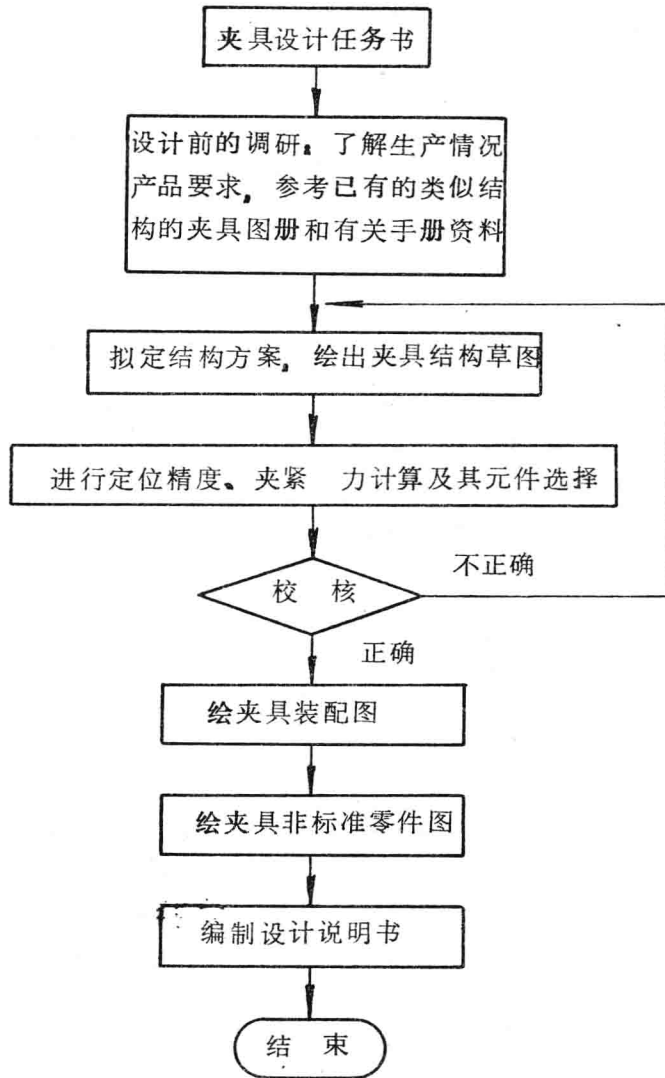 夹具设计任务书
设计前的调研：了解生产情况
产品要求，参考已有的类似结
构的夹具图册和有关手册资料
拟定结构方案，绘出夹具结构草图
进行定位精度、夹紧 力计算及其元件选择
校 核
不正确
正确
绘夹具装配图
绘夹具非标准零件图
编制设计说明书
结 束